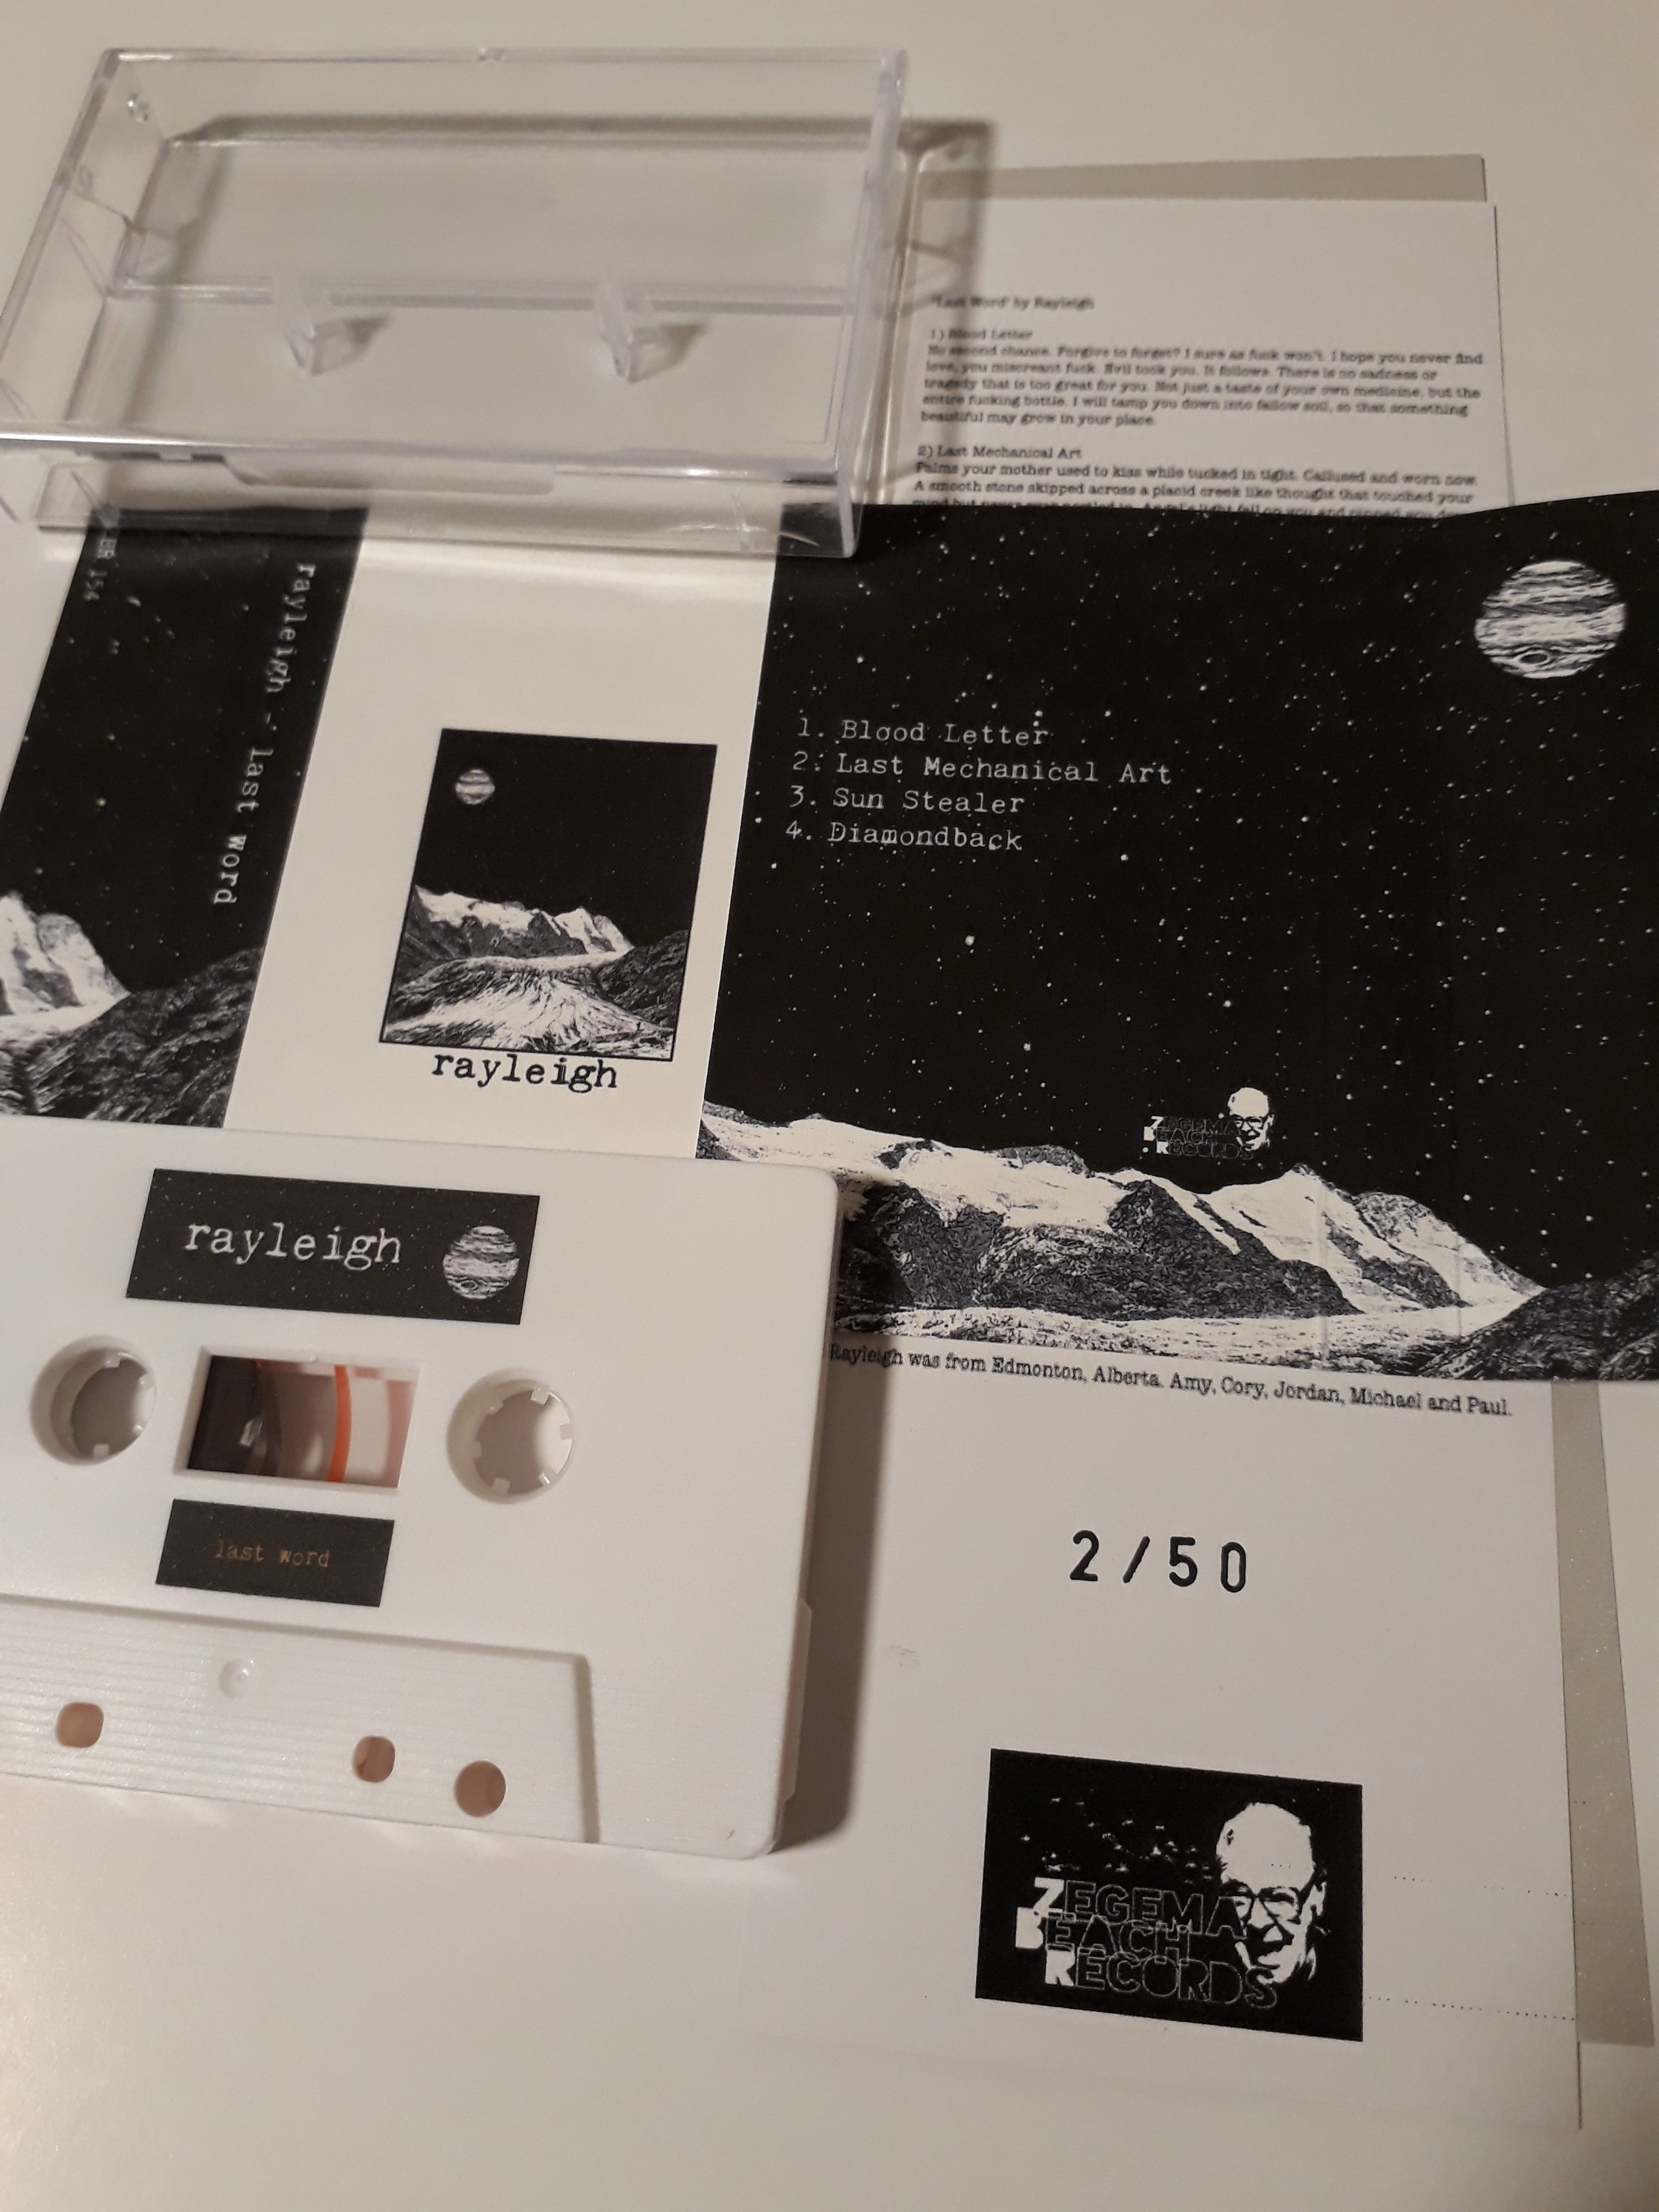 "Last Word" by Rayleigh
1) Blood Letter
No second chance. Forgive to forget? I sure as fuck won't. I hope you never find
love, you miscreant fuck. Evil took you. It follows. There is no sadness or
tragedy that is too great for you. Not just a taste of your own medicine, but the
entire fucking bottle. I will tamp you down into fallow soil, so that something
beautiful may grow in your place.
2) Last Mechanical Art
Palms your mother used to kiss while tucked in tight. Callused and worn now.
A smooth stone skipped across a placid creek like thought that touched your
rayleigh - last word
rayleigh
1. Blood Letter
2. Last Mechanical Art
3. Sun Stealer
4. Diamondback
ZEGEMA
BEACH
RECORDS
rayleigh
last word
Rayleigh was from Edmonton, Alberta. Amy, Cory, Jordan, Michael and Paul.
2/50
ZEGEMA
BEACH
RECORDS